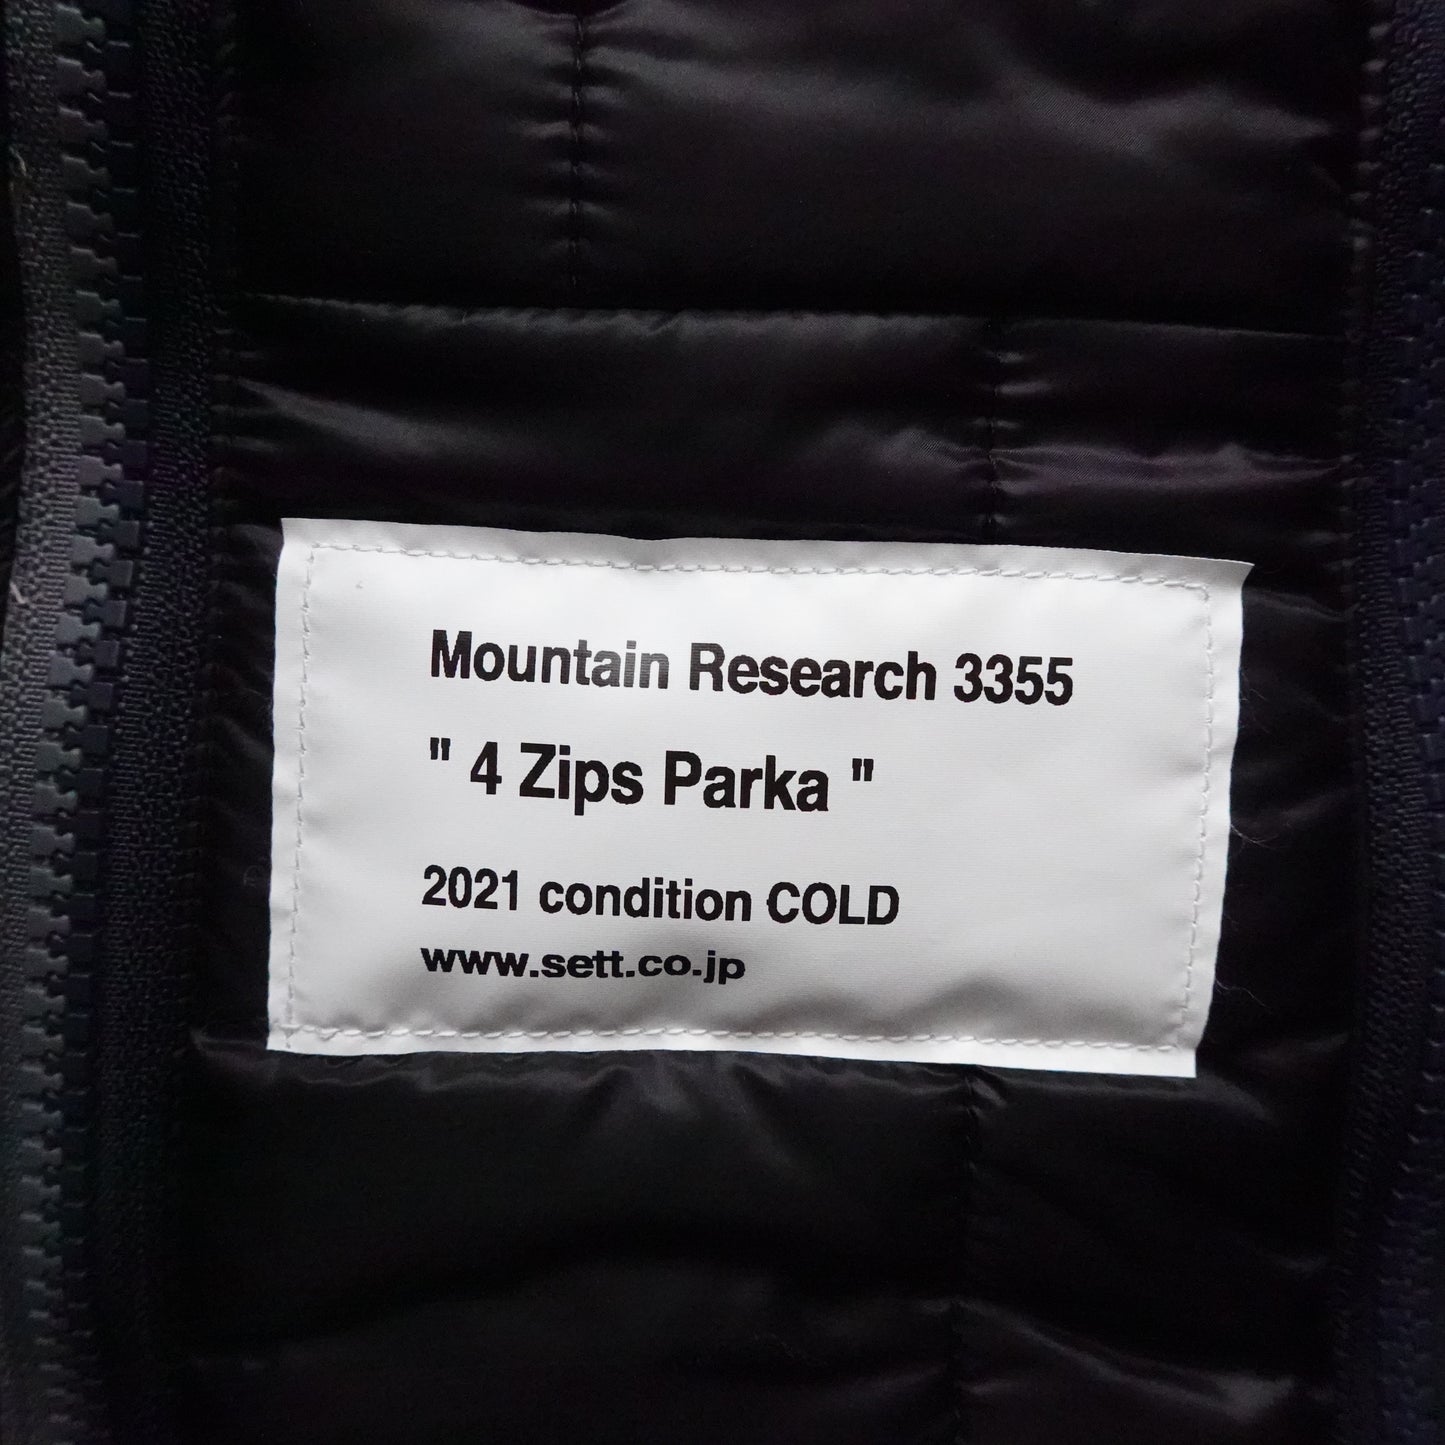 Mountain Research 3355
" 4 Zips Parka "
2021 condition COLD
www.sett.co.jp